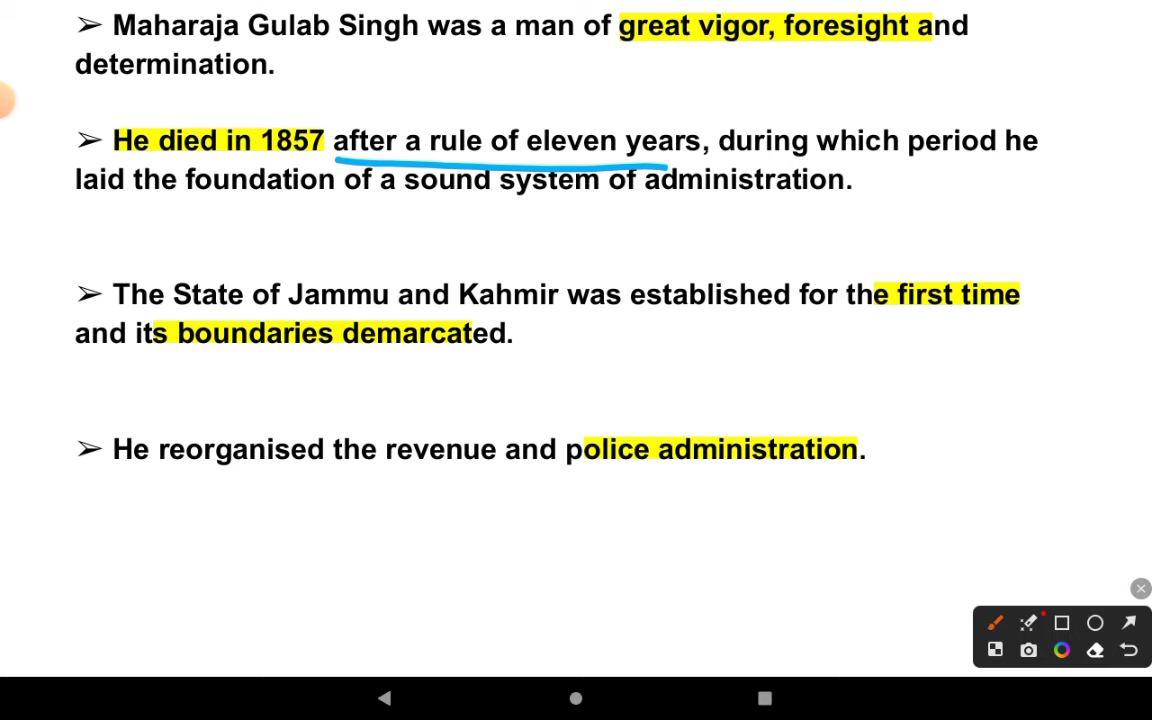 ➢ Maharaja Gulab Singh was a man of great vigor, foresight and
determination.
➢ He died in 1857 after a rule of eleven years, during which period he
laid the foundation of a sound system of administration.
➢ The State of Jammu and Kahmir was established for the first time
and its boundaries demarcated.
➢ He reorganised the revenue and police administration.